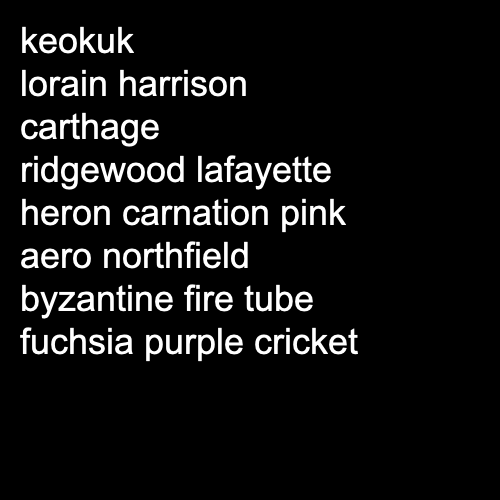 keokuk
lorain harrison
carthage
ridgewood lafayette
heron carnation pink
aero northfield
byzantine fire tube
fuchsia purple cricket